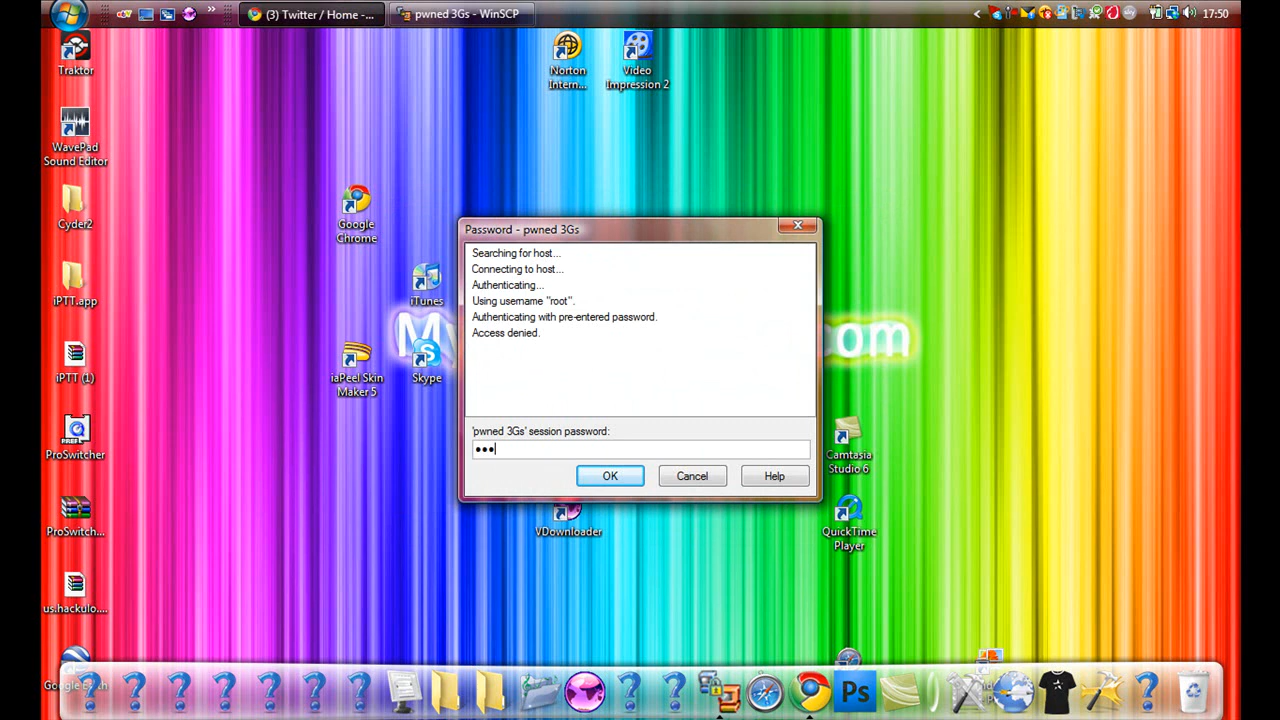 (3) Twitter / Home -...
pwned 3Gs - WinSCP
17:50
Traktor
Norton
Intern...
Video
Impression 2
WavePad
Sound Editor
Cyder2
Google
Chrome
iPTT.app
iTunes
iPTT (1)
iaPeel Skin
Maker 5
Skype
My
com
ProSwitcher
ProSwitch...
us.hackulo....
Password - pwned 3Gs
Searching for host...
Connecting to host...
Authenticating...
Using username "root".
Authenticating with pre-entered password.
Access denied.
'pwned 3Gs' session password:
OK
Cancel
Help
Camtasia
Studio 6
VDownloader
QuickTime
Player
Ps